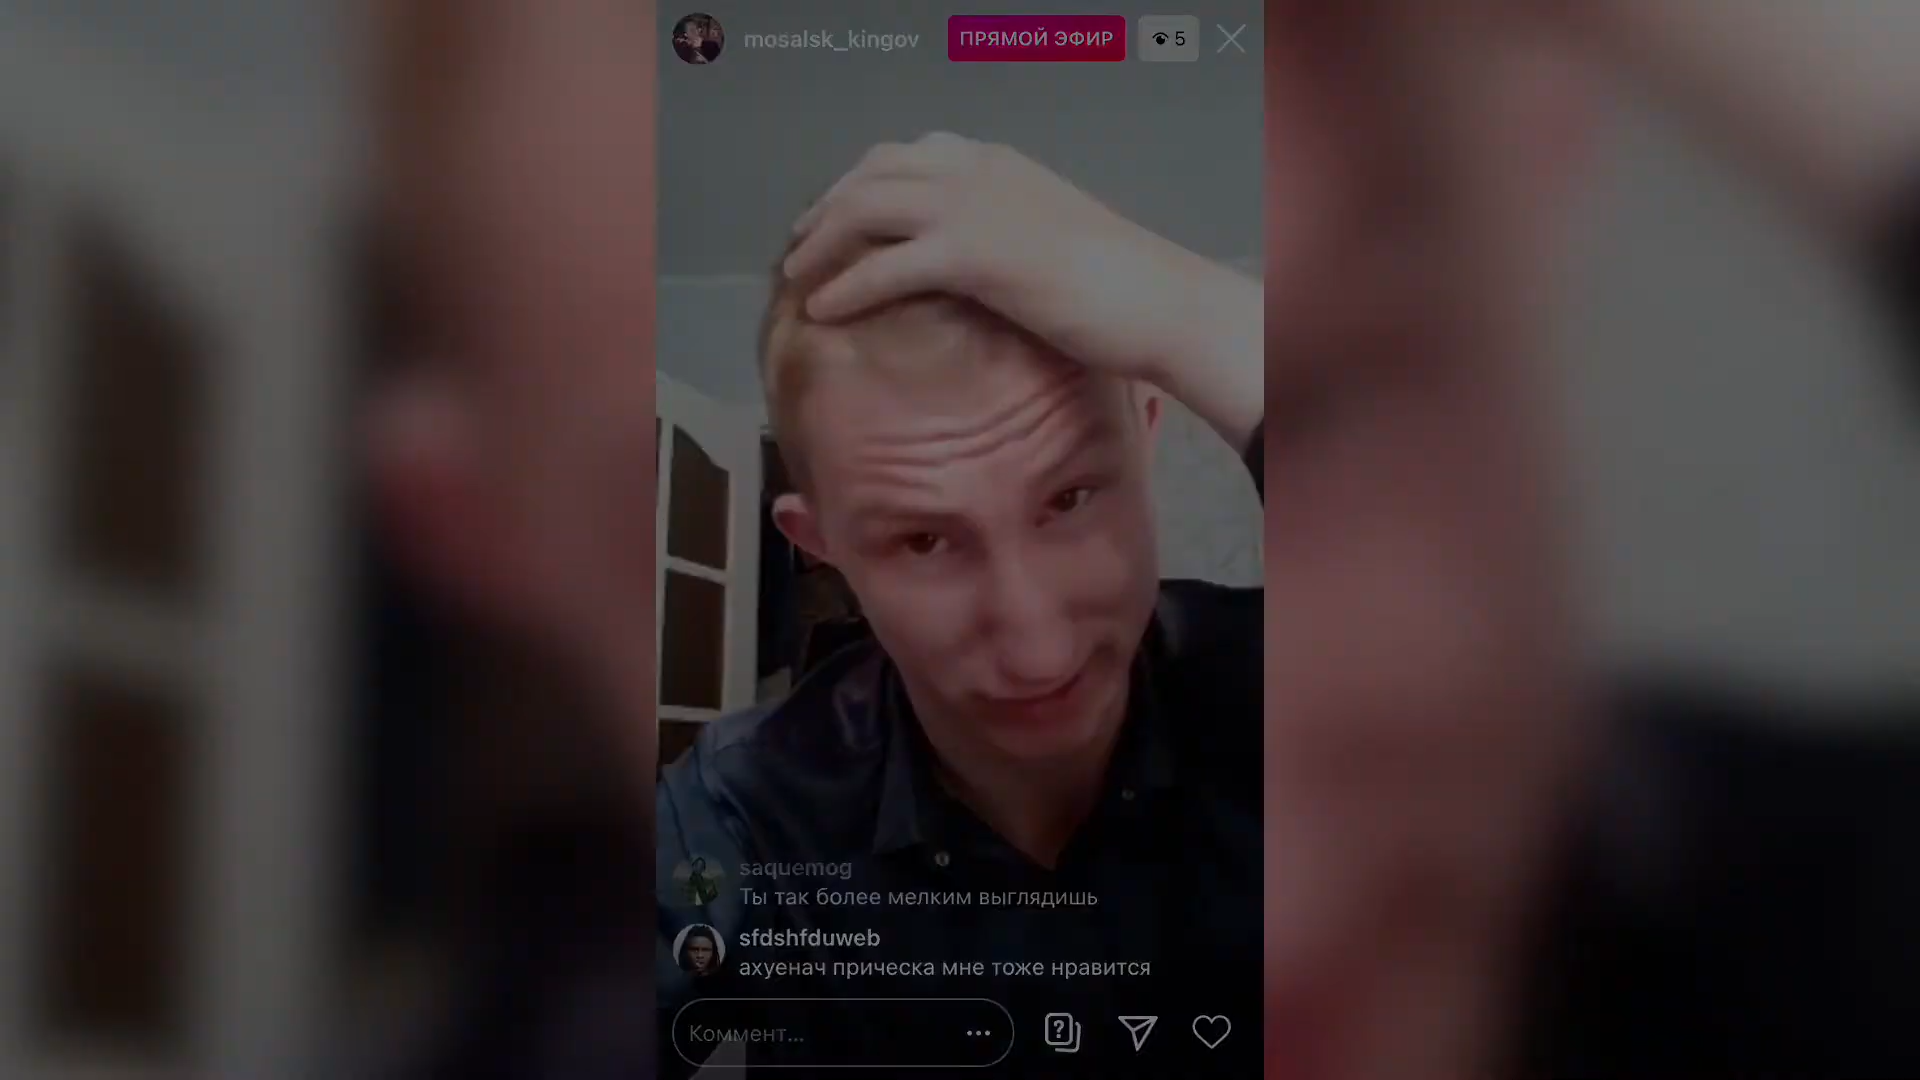 mosalsk_kingov
ПРЯМОЙ ЭФИР
5
saquemog
Ты так более мелким выглядишь
sfdshfduweb
ахуенач прическа мне тоже нравится
Коммент...